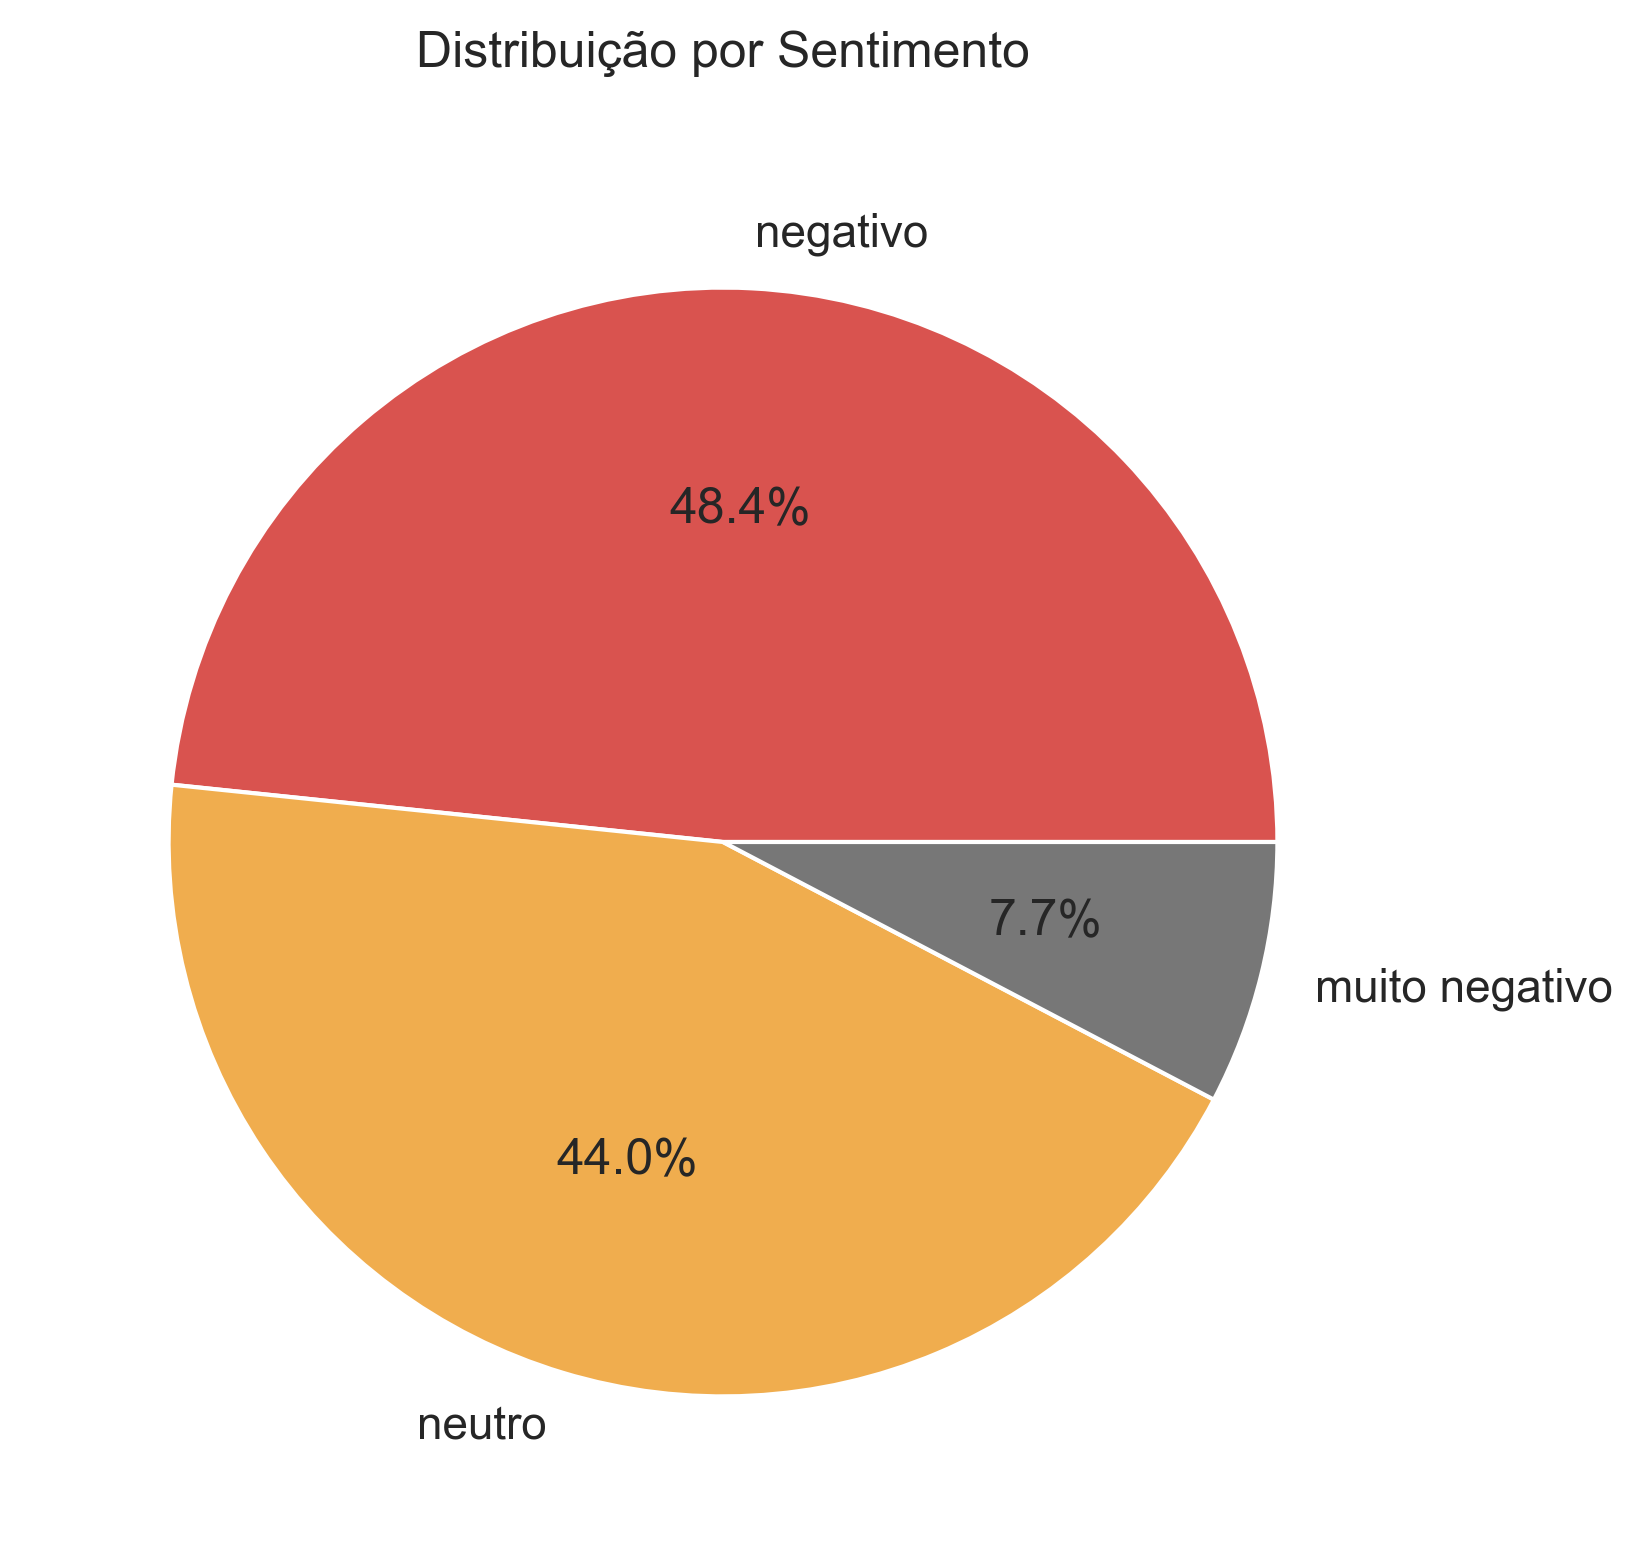 Distribuição por Sentimento
negativo
48.4%
7.7%
muito negativo
44.0%
neutro